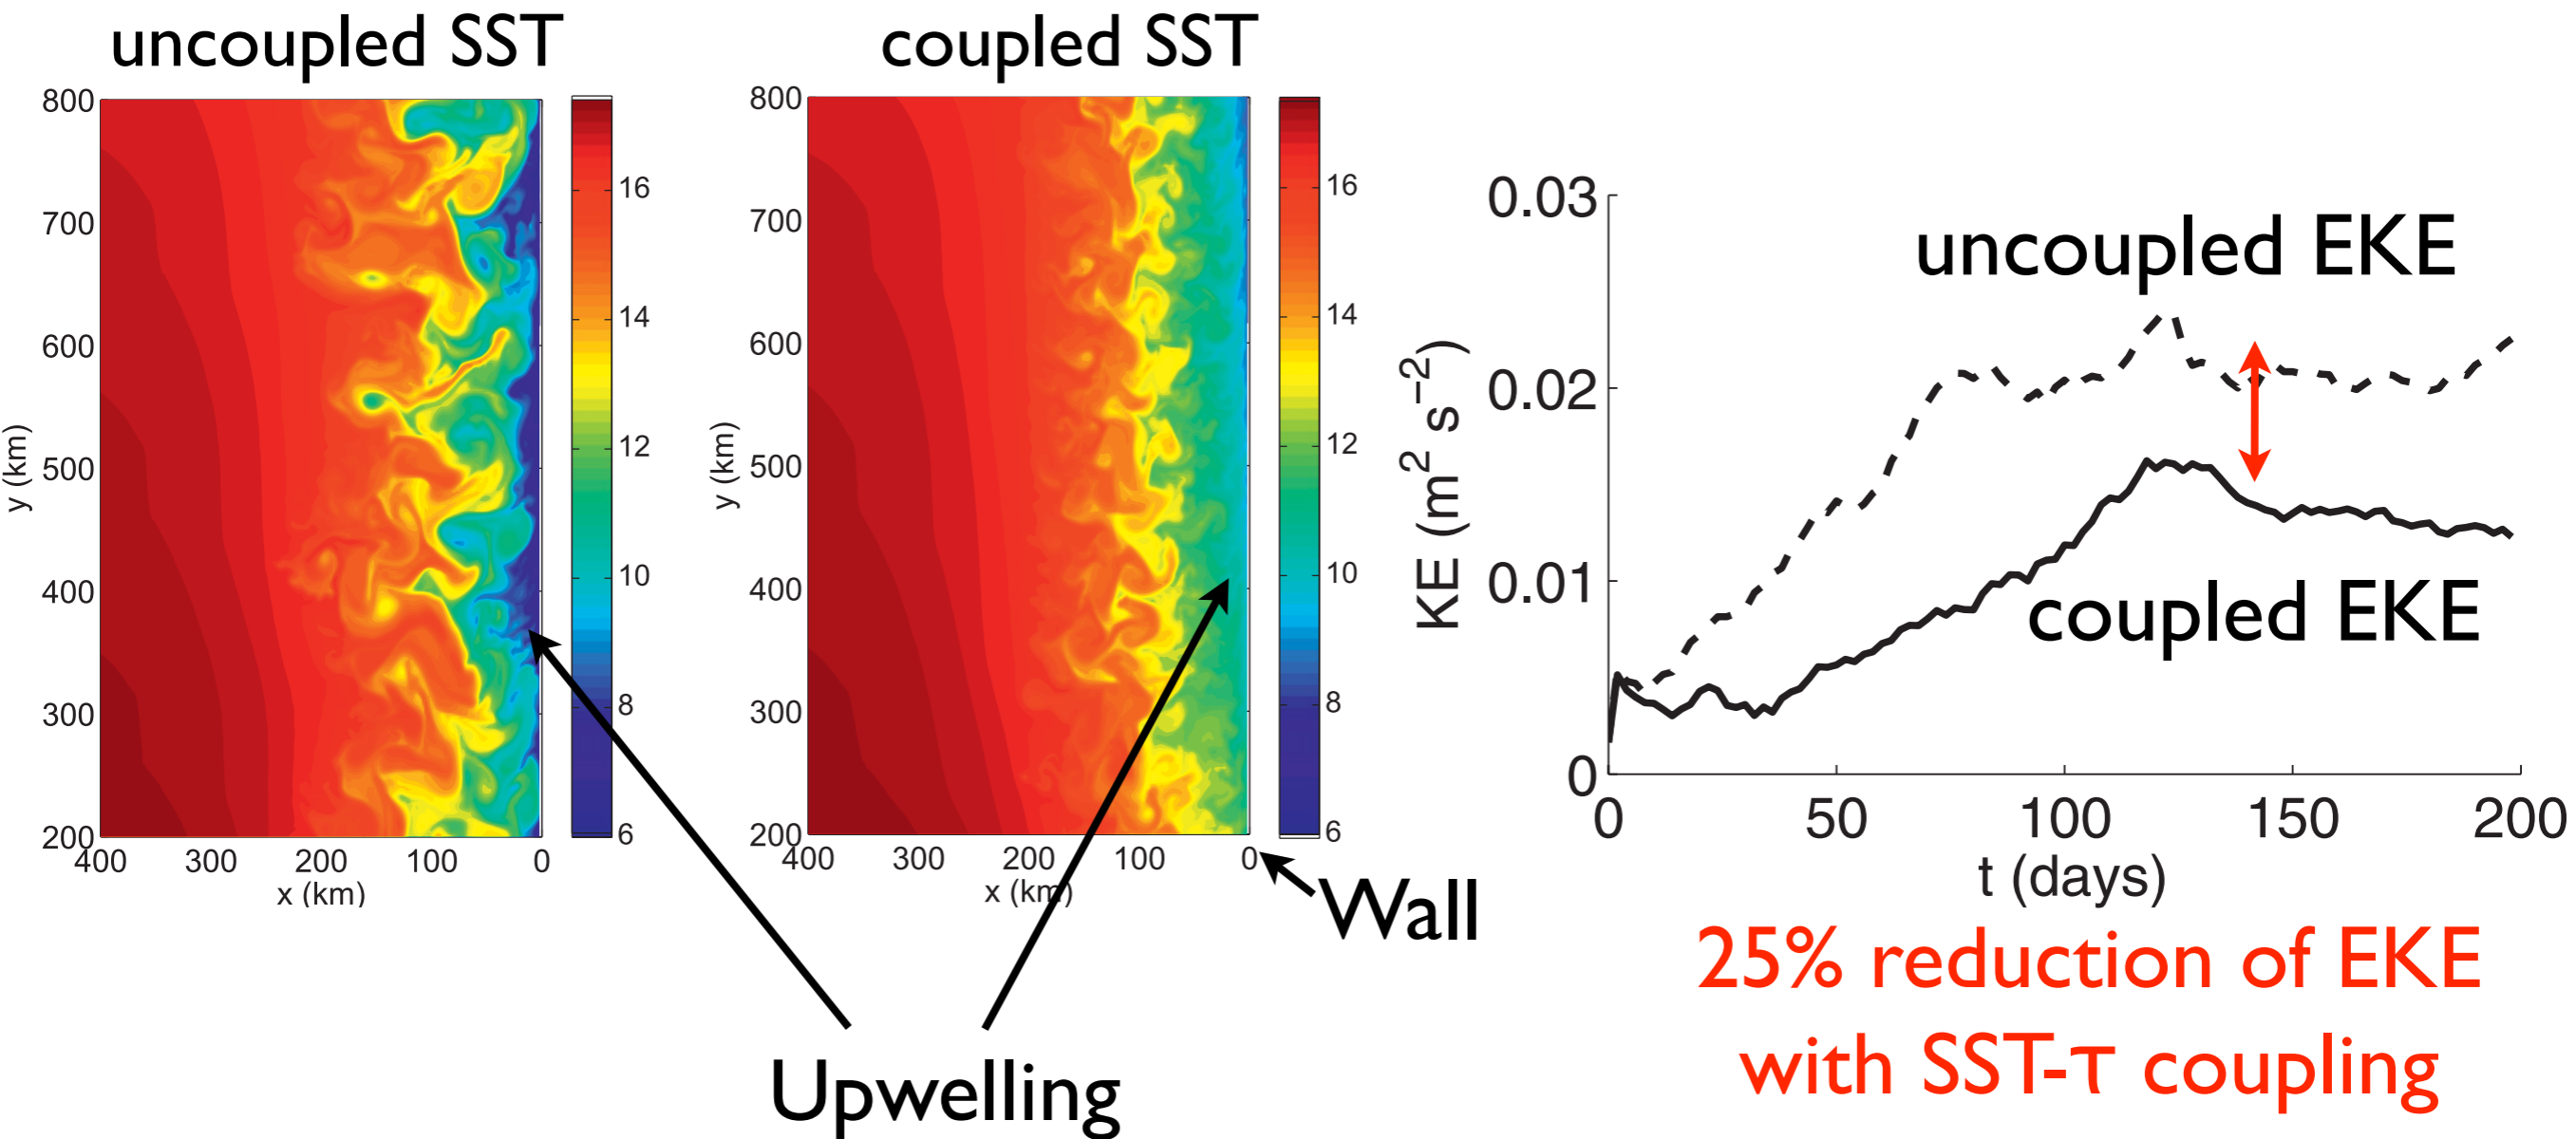 uncoupled SST
800
700
600
500
400
300
200
y (km)
400 300 200 100 0
x (km)
16
14
12
10
8
6
coupled SST
800
700
600
500
400
300
200
y (km)
400 300 200 100 0
x (km)
16
14
12
10
8
6
Wall
Upwelling
0.03
0.02
0.01
0
KE (m² s⁻²)
uncoupled EKE
coupled EKE
0 50 100 150 200
t (days)
25% reduction of EKE
with SST-τ coupling